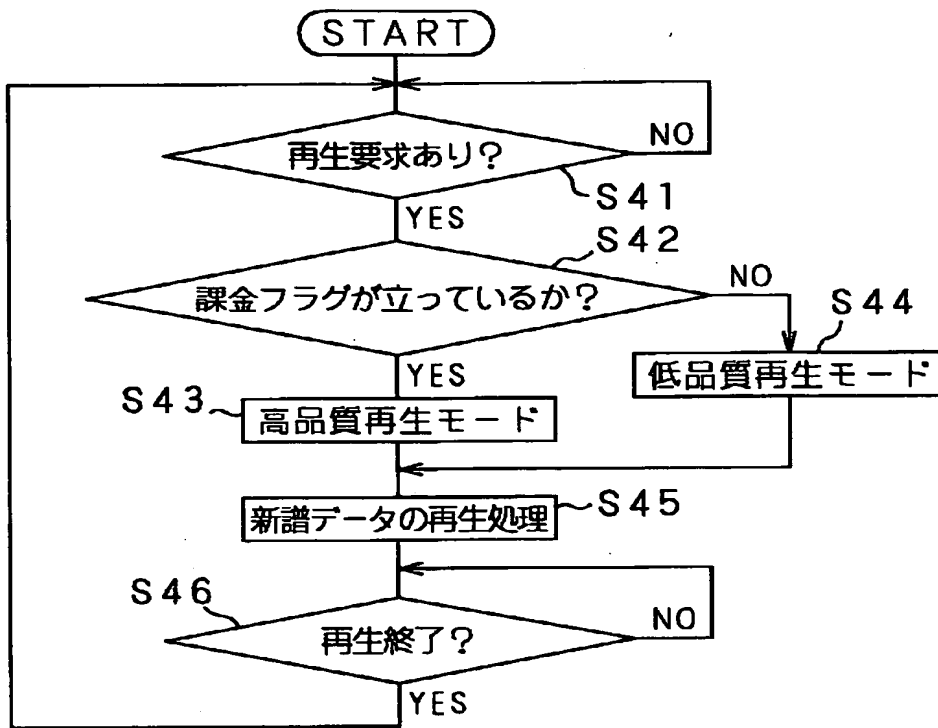 START
再生要求あり?
NO
S41
YES
S42
課金フラグが立っているか?
NO
S44
低品質再生モード
YES
S43
高品質再生モード
新譜データの再生処理
S45
S46
再生終了?
NO
YES